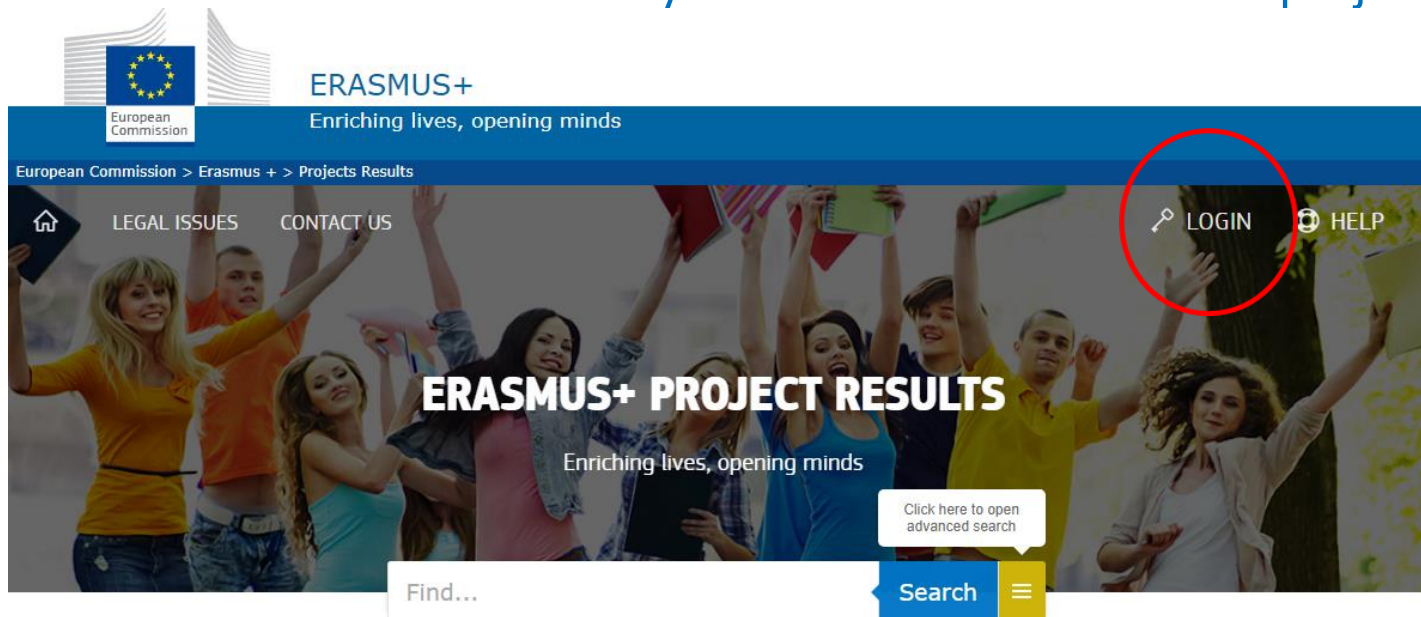 ERASMUS+
European
Commission
Enriching lives, opening minds
European Commission > Erasmus + > Projects Results
LEGAL ISSUES CONTACT US LOGIN HELP
ERASMUS+ PROJECT RESULTS
Enriching lives, opening minds
Click here to open
advanced search
Find... Search